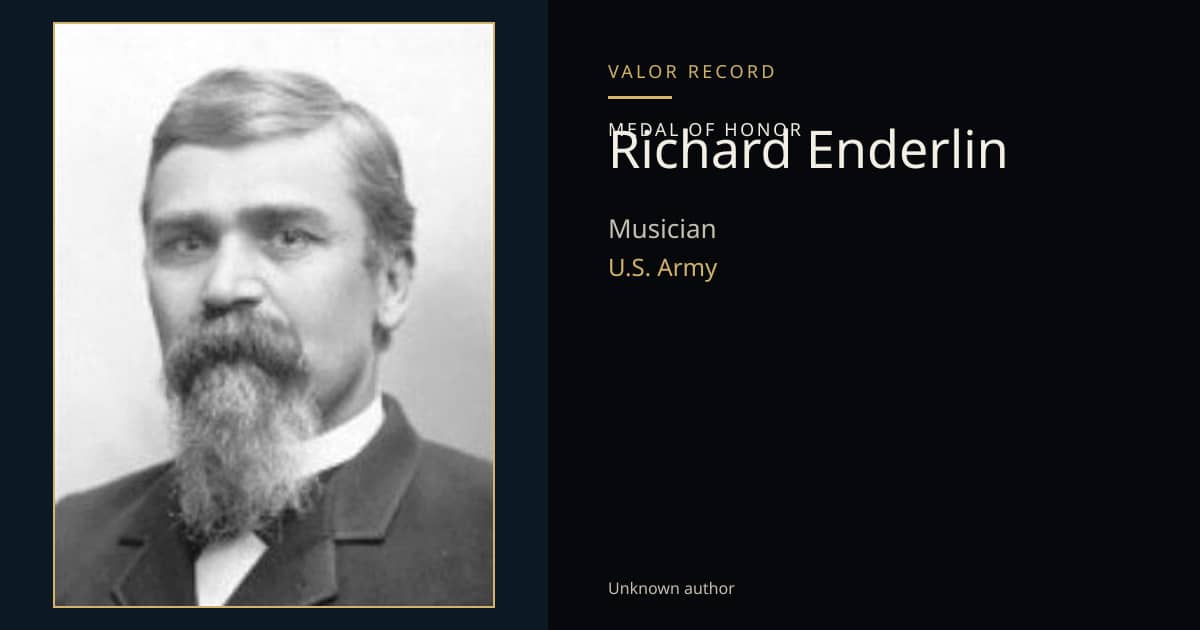 VALOR RECORD
MEDAL OF HONOR
Richard Enderlin
Musician
U.S. Army
Unknown author